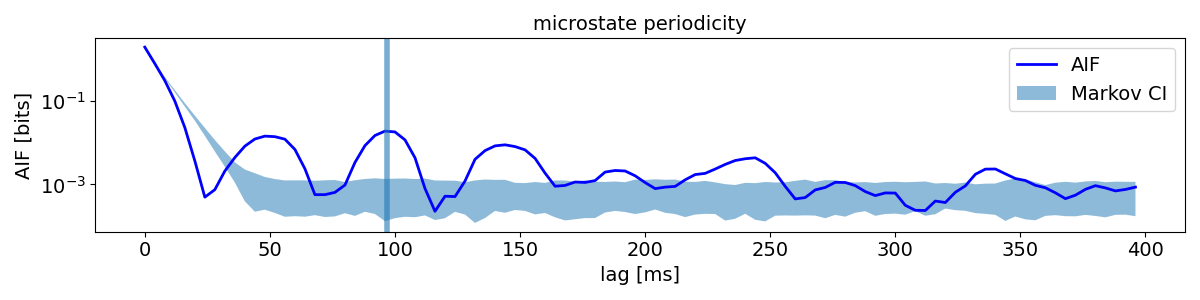 microstate periodicity
AIF [bits]
10⁻¹
10⁻³
AIF
Markov CI
0 50 100 150 200 250 300 350 400
lag [ms]